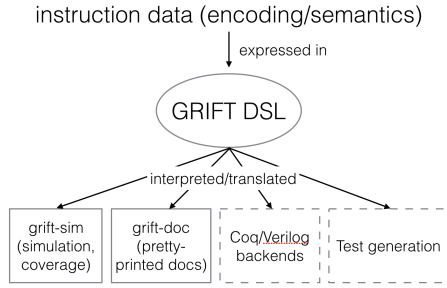 instruction data (encoding/semantics)
expressed in
GRIFT DSL
interpreted/translated
grift-sim
(simulation,
coverage)
grift-doc
(pretty-
printed docs)
Coq/Verilog
backends
Test generation